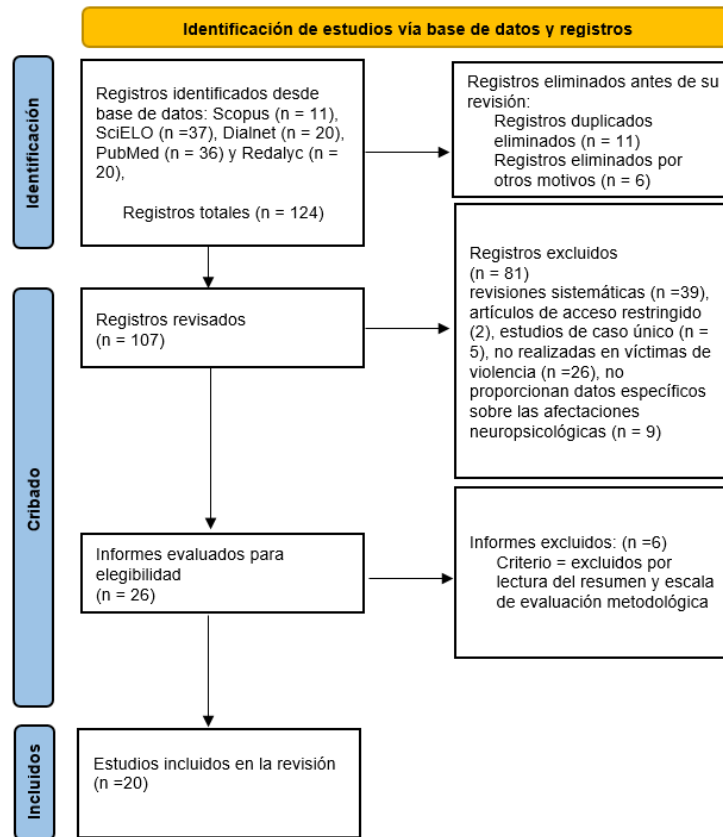 Identificación de estudios vía base de datos y registros
Identificación
Registros identificados desde
base de datos: Scopus (n = 11),
SciELO (n =37), Dialnet (n = 20),
PubMed (n = 36) y Redalyc (n =
20),
Registros totales (n = 124)
Registros eliminados antes de su
revisión:
Registros duplicados
eliminados (n = 11)
Registros eliminados por
otros motivos (n = 6)
Cribado
Registros revisados
(n = 107)
Registros excluidos
(n = 81)
revisiones sistemáticas (n =39),
artículos de acceso restringido
(2), estudios de caso único (n =
5), no realizadas en víctimas de
violencia (n =26), no
proporcionan datos específicos
sobre las afectaciones
neuropsicológicas (n = 9)
Informes evaluados para
elegibilidad
(n = 26)
Informes excluidos: (n =6)
Criterio = excluidos por
lectura del resumen y escala
de evaluación metodológica
Incluidos
Estudios incluidos en la revisión
(n =20)